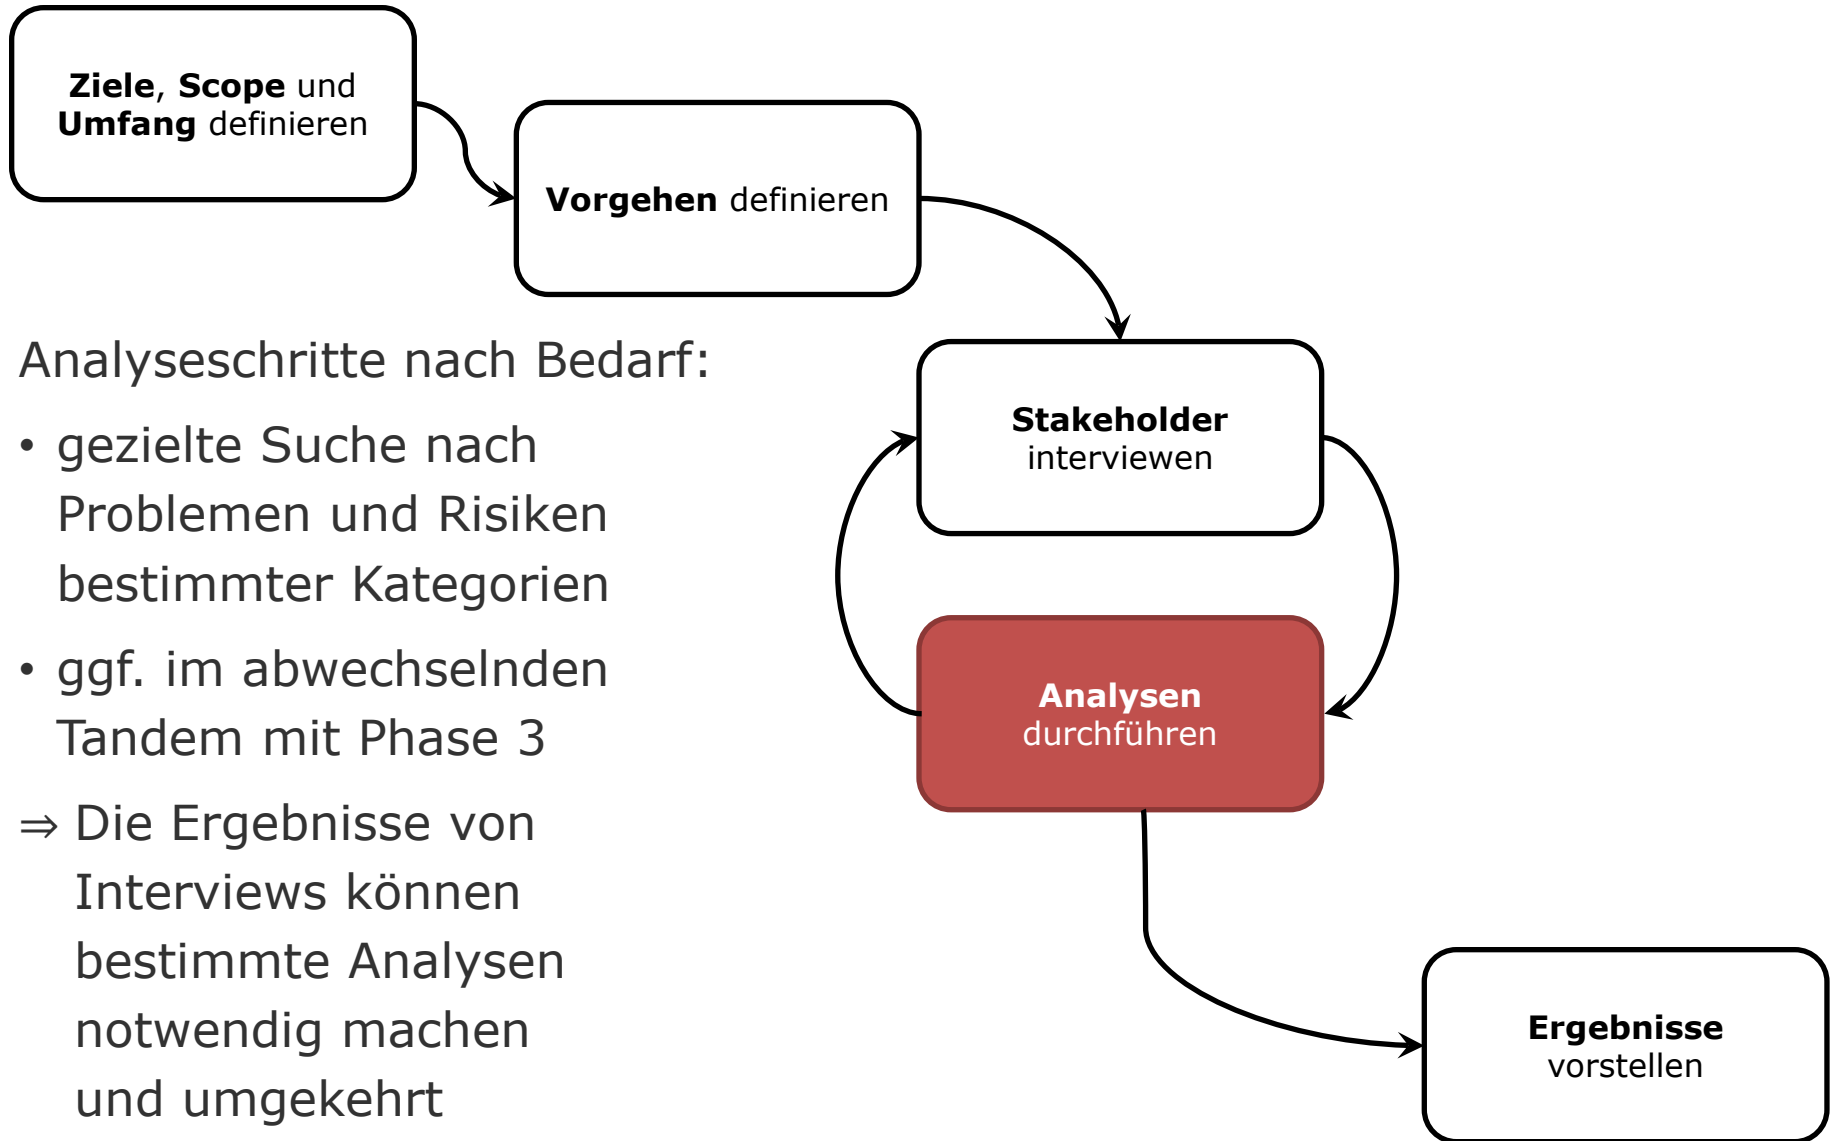 Ziele, Scope und
Umfang definieren
Vorgehen definieren
Analyseschritte nach Bedarf:
• gezielte Suche nach
Problemen und Risiken
bestimmter Kategorien
• ggf. im abwechselnden
Tandem mit Phase 3
⇒ Die Ergebnisse von
Interviews können
bestimmte Analysen
notwendig machen
und umgekehrt
Stakeholder
interviewen
Analysen
durchführen
Ergebnisse
vorstellen